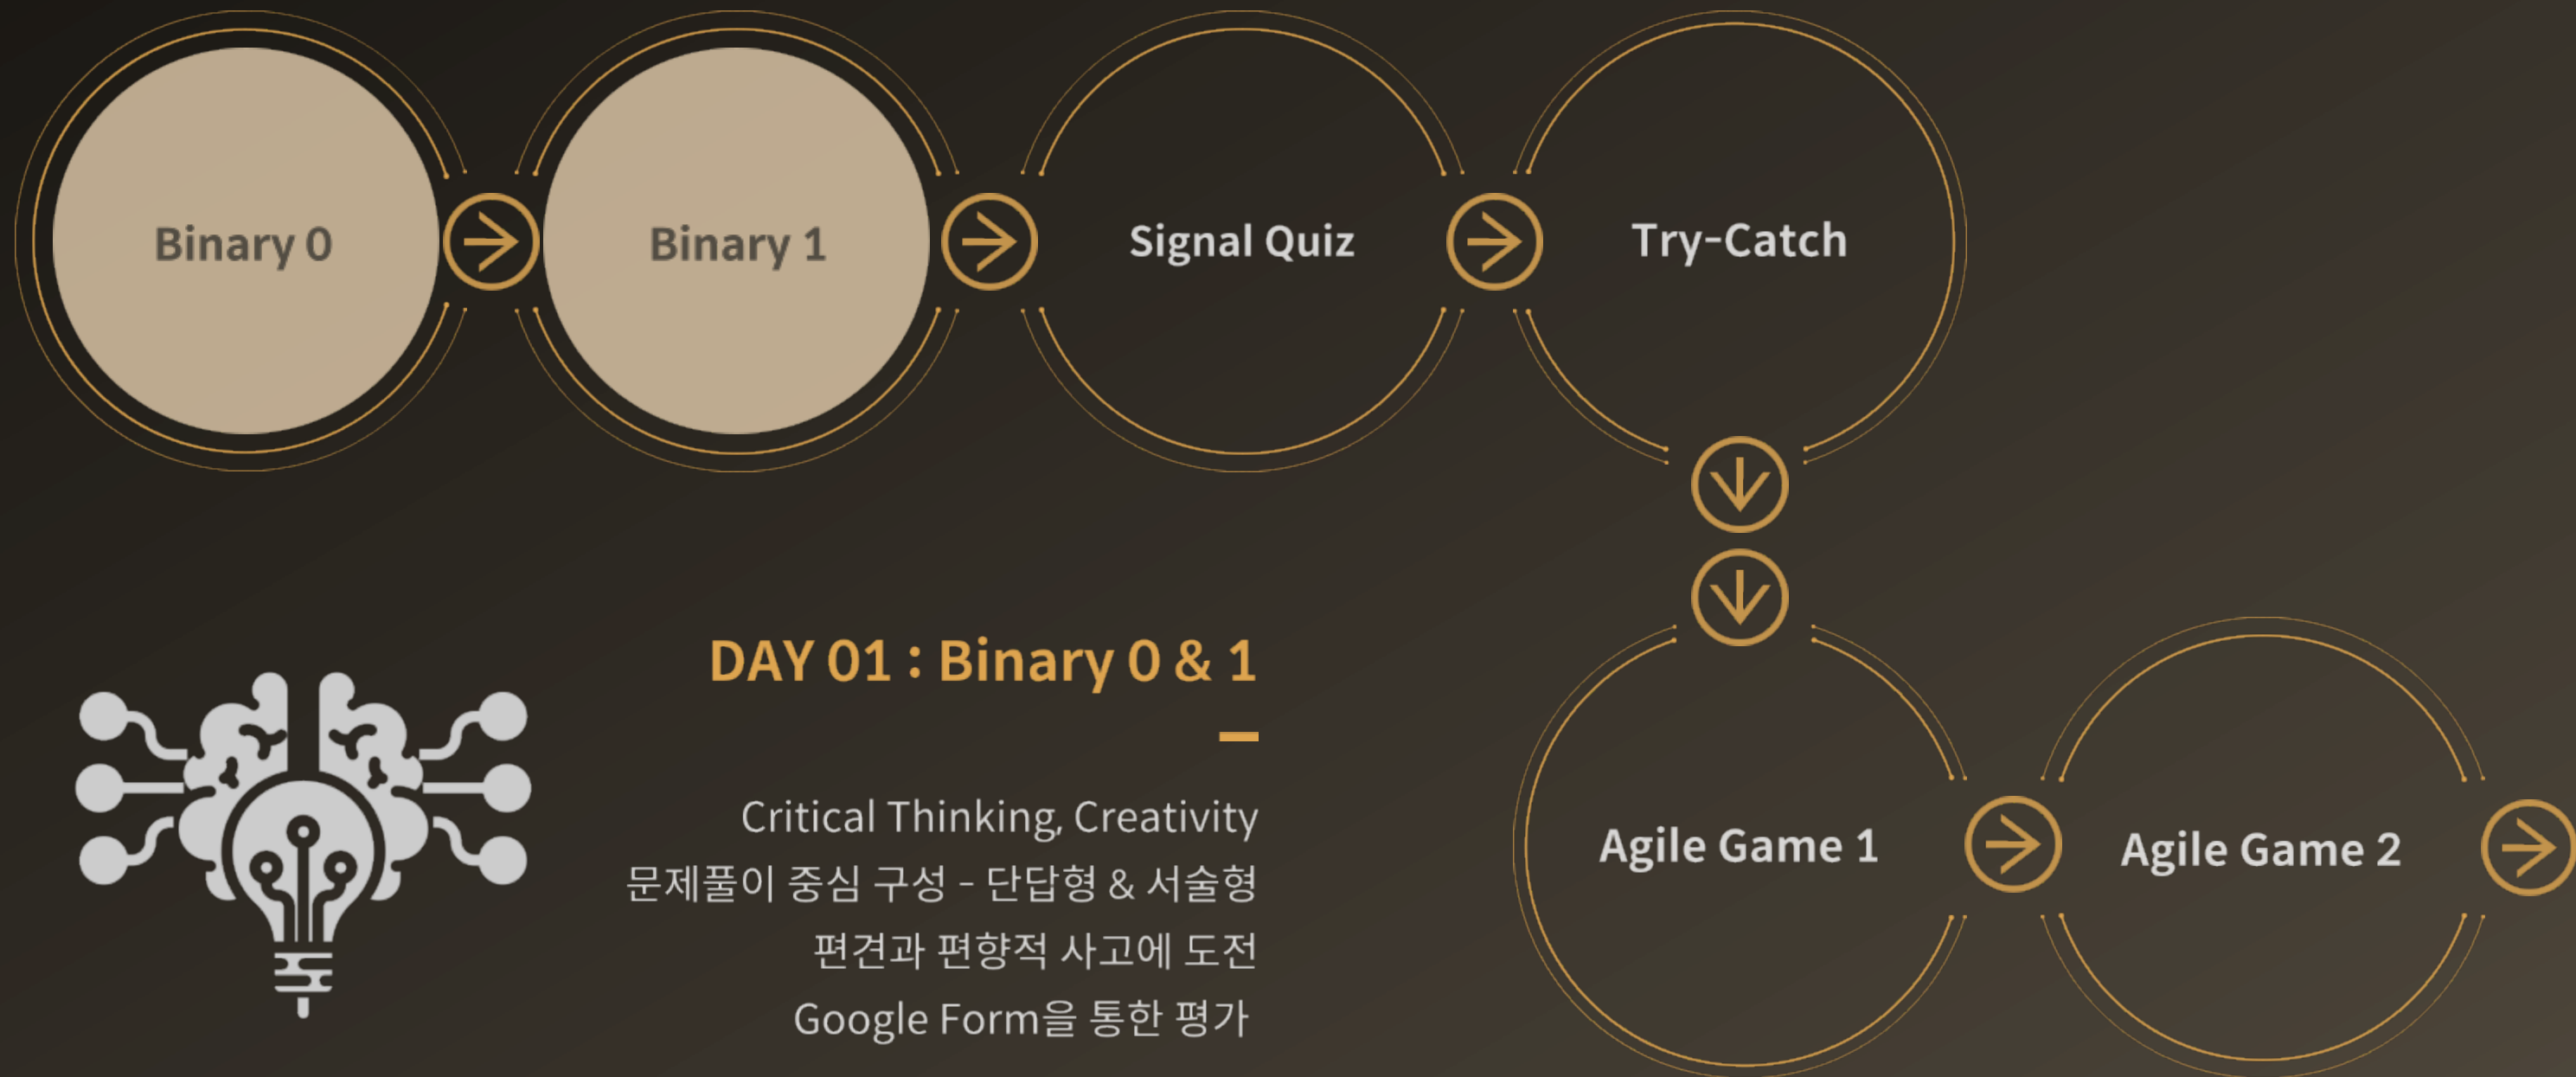 Binary 0
Binary 1
Signal Quiz
Try-Catch
DAY 01 : Binary 0 & 1
Critical Thinking, Creativity
문제풀이 중심 구성 - 단답형 & 서술형
편견과 편향적 사고에 도전
Google Form을 통한 평가
Agile Game 1
Agile Game 2